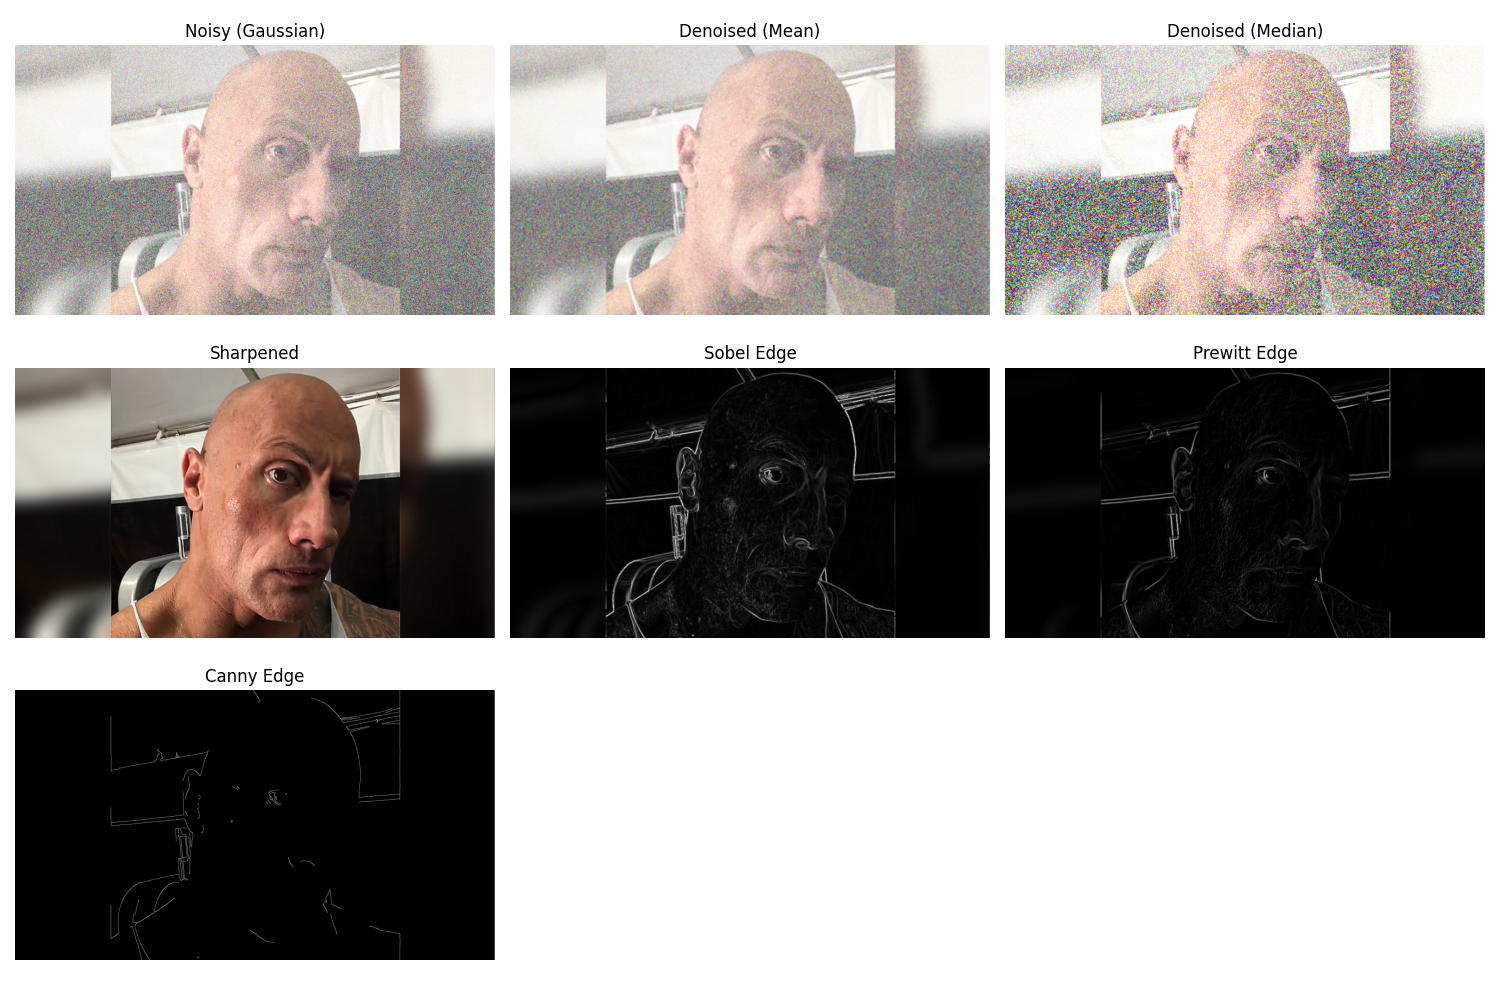 Noisy (Gaussian)
Denoised (Mean)
Denoised (Median)
Sharpened
Sobel Edge
Prewitt Edge
Canny Edge